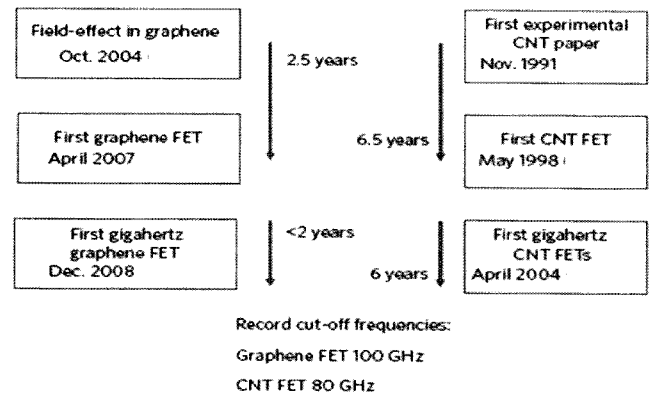 Field-effect in graphene
Oct. 2004
2.5 years
First experimental
CNT paper
Nov. 1991
First graphene FET
April 2007
6.5 years
First CNT FET
May 1998
First gigahertz
graphene FET
Dec. 2008
<2 years
6 years
First gigahertz
CNT FETs
April 2004
Record cut-off frequencies:
Graphene FET 100 GHz
CNT FET 80 GHz